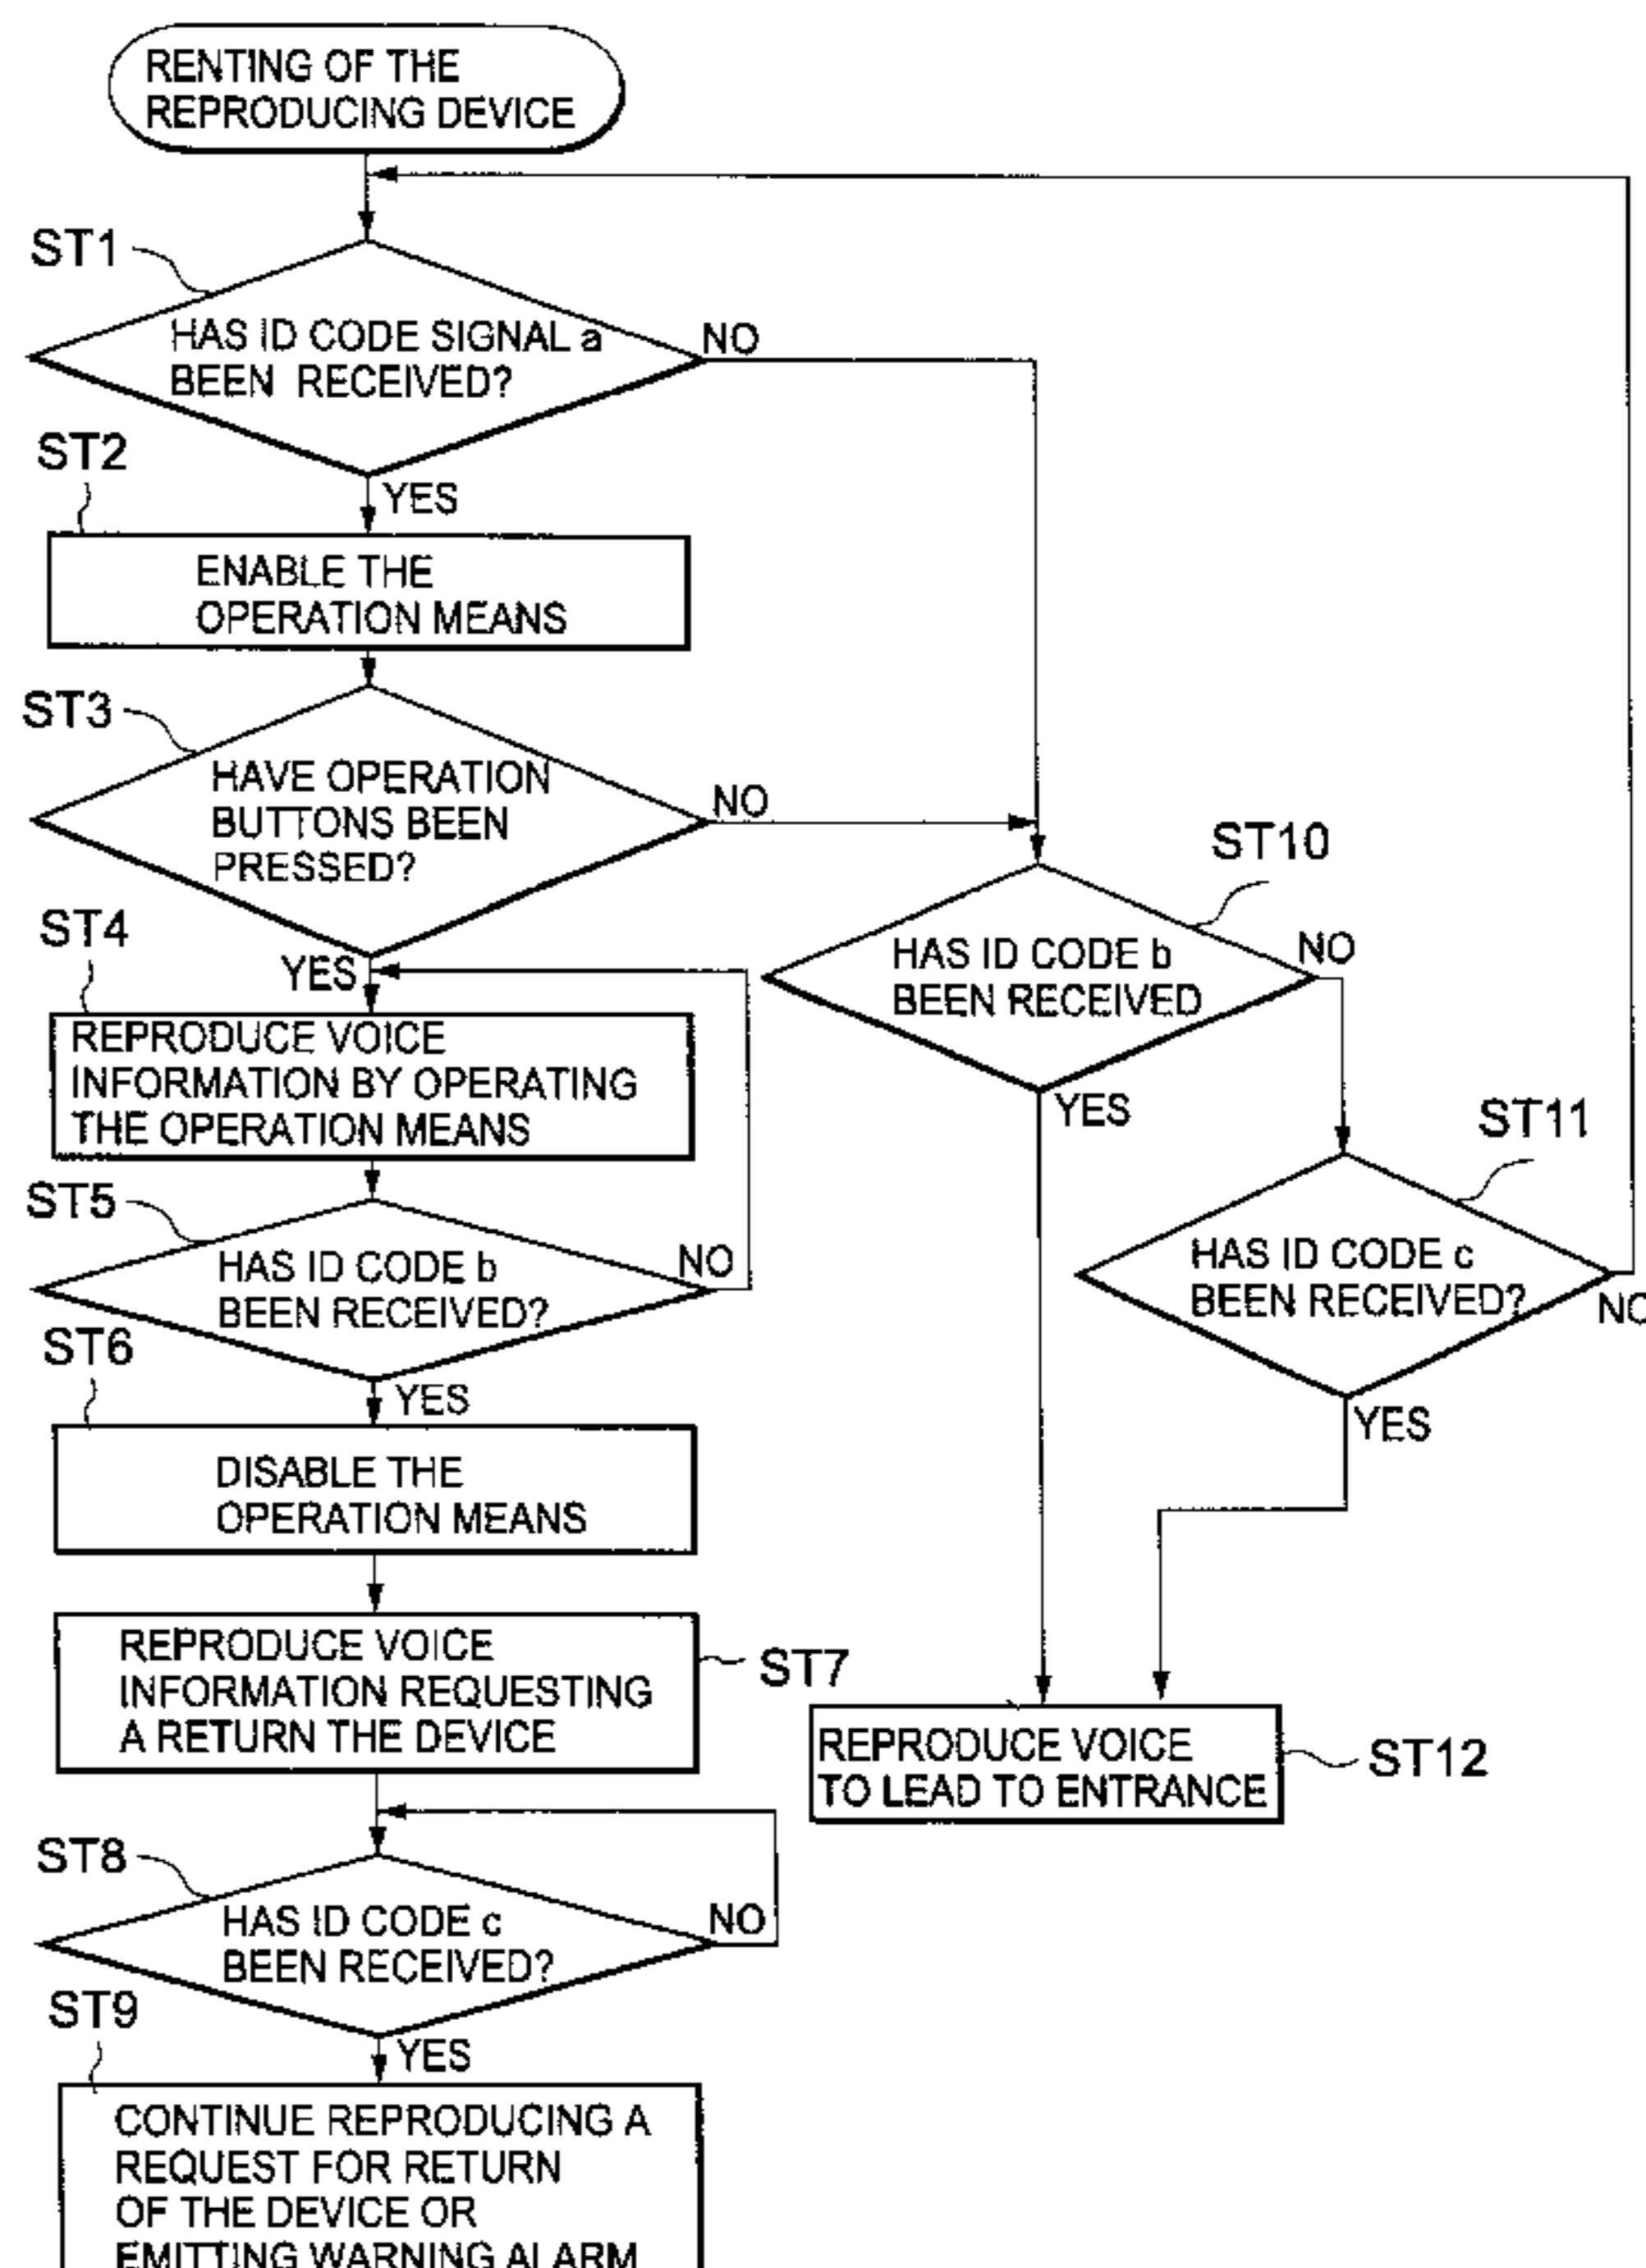 RENTING OF THE
REPRODUCING DEVICE
ST1
HAS ID CODE SIGNAL a
BEEN RECEIVED?
NO
YES
ST2
ENABLE THE
OPERATION MEANS
ST3
HAVE OPERATION
BUTTONS BEEN
PRESSED?
NO
YES
ST4
REPRODUCE VOICE
INFORMATION BY OPERATING
THE OPERATION MEANS
ST5
HAS ID CODE b
BEEN RECEIVED?
NO
YES
ST6
DISABLE THE
OPERATION MEANS
REPRODUCE VOICE
INFORMATION REQUESTING
A RETURN THE DEVICE
ST7
ST8
HAS ID CODE c
BEEN RECEIVED?
NO
YES
ST9
CONTINUE REPRODUCING A
REQUEST FOR RETURN
OF THE DEVICE OR
EMITTING WARNING ALARM
ST10
HAS ID CODE b
BEEN RECEIVED
NO
YES
ST11
HAS ID CODE c
BEEN RECEIVED?
NO
YES
REPRODUCE VOICE
TO LEAD TO ENTRANCE
ST12